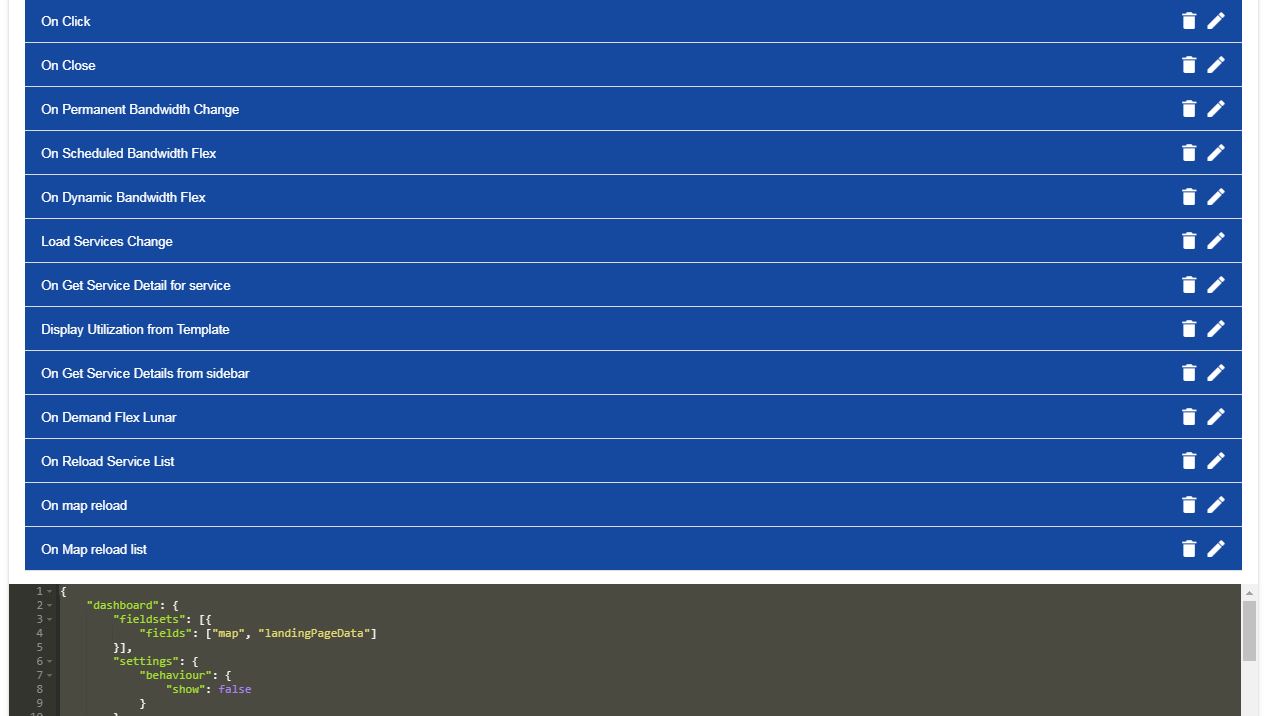 On Click
On Close
On Permanent Bandwidth Change
On Scheduled Bandwidth Flex
On Dynamic Bandwidth Flex
Load Services Change
On Get Service Detail for service
Display Utilization from Template
On Get Service Details from sidebar
On Demand Flex Lunar
On Reload Service List
On map reload
On Map reload list
1 {
2 "dashboard": {
3 "fieldsets": [{
4 "fields": ["map", "landingPageData"]
5 }],
6 "settings": {
7 "behaviour": {
8 "show": false
9 }
10 }